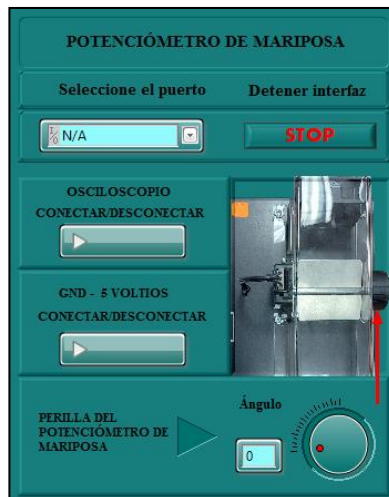 POTENCIÓMETRO DE MARIPOSA
Seleccione el puerto
Detener interfaz
I/O N/A
STOP
OSCILOSCOPIO
CONECTAR/DESCONECTAR
GND - 5 VOLTIOS
CONECTAR/DESCONECTAR
Ángulo
PERILLA DEL
POTENCIÓMETRO DE
MARIPOSA
0